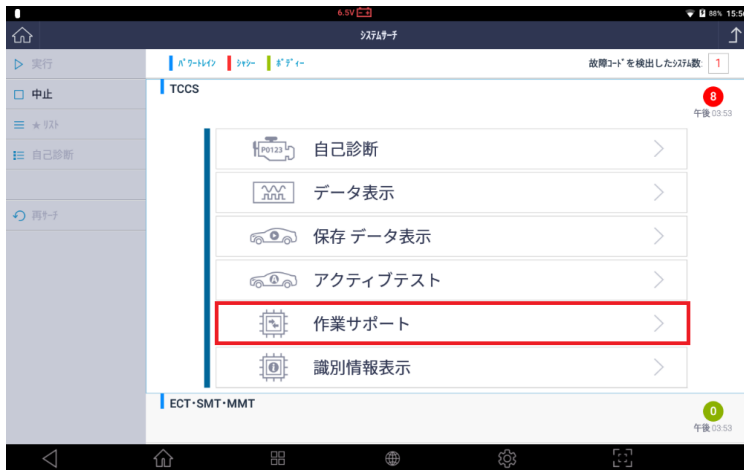 6.5V
88% 15:50
システムサーチ
実行
パワートレイン シャシー ボディー
故障コードを検出したシステム数: 1
中止
TCCS
8
午後 03:53
★リスト
自己診断
再サーチ
P0123
自己診断
データ表示
保存 データ表示
アクティブテスト
作業サポート
識別情報表示
ECT・SMT・MMT
0
午後 03:53